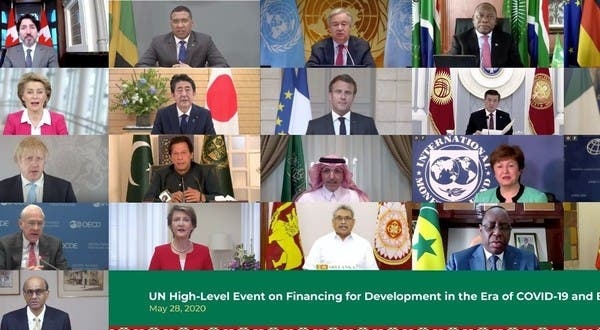 INTERNATIONAL
OECD
UN High-Level Event on Financing for Development in the Era of COVID-19 and
May 28, 2020